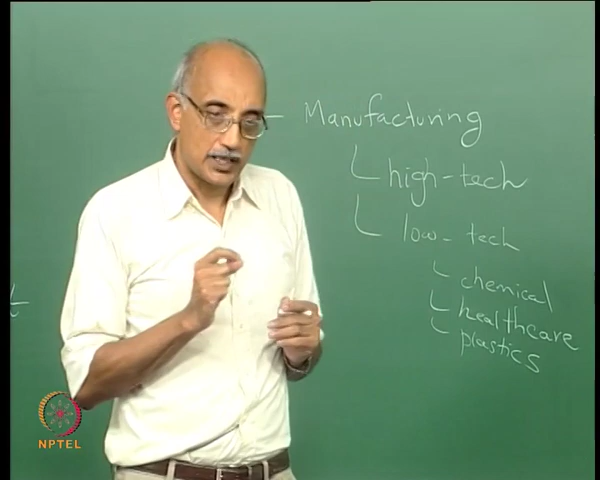 - Manufacturing
high-tech
low-tech
chemical
healthcare
plastics
t
NPTEL